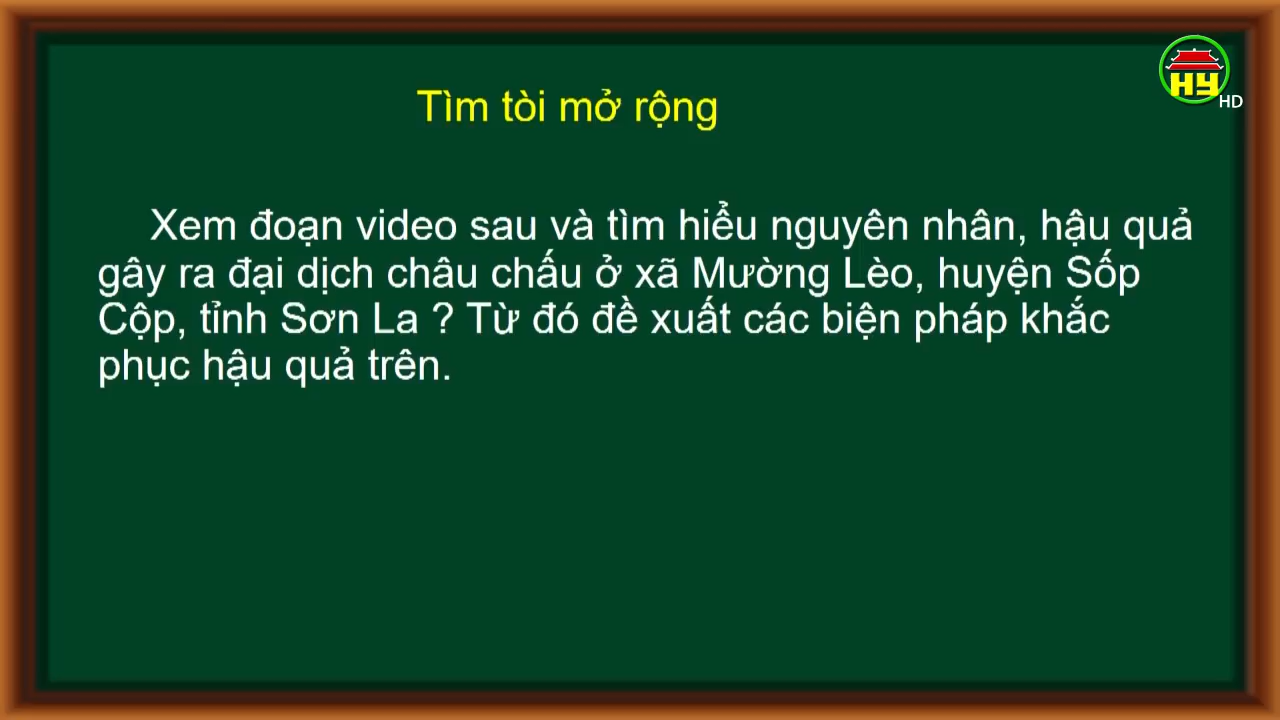 HY
HD
Tìm tòi mở rộng
Xem đoạn video sau và tìm hiểu nguyên nhân, hậu quả
gây ra đại dịch châu chấu ở xã Mường Lèo, huyện Sốp
Cộp, tỉnh Sơn La ? Từ đó đề xuất các biện pháp khắc
phục hậu quả trên.